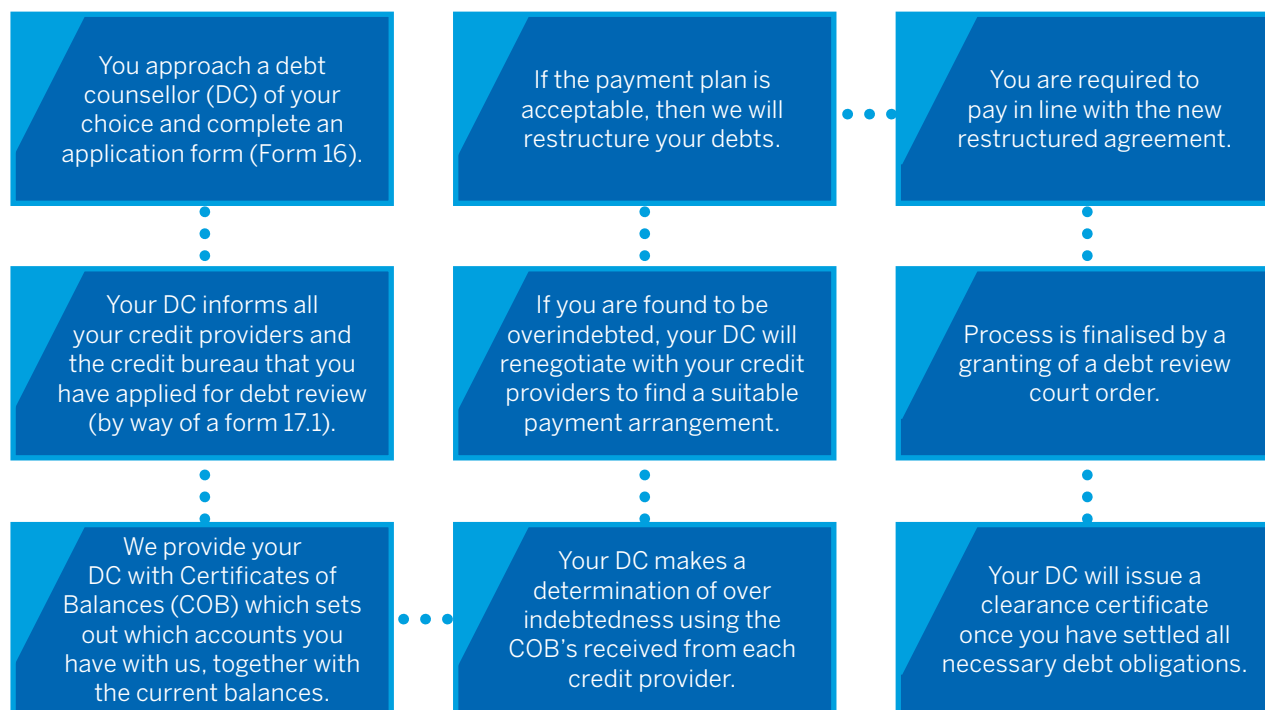 You approach a debt
counsellor (DC) of your
choice and complete an
application form (Form 16).
Your DC informs all
your credit providers and
the credit bureau that you
have applied for debt review
(by way of a form 17.1).
We provide your
DC with Certificates of
Balances (COB) which sets
out which accounts you
have with us, together with
the current balances.
Your DC makes a
determination of over
indebtedness using the
COB's received from each
credit provider.
If you are found to be
overindebted, your DC will
renegotiate with your credit
providers to find a suitable
payment arrangement.
If the payment plan is
acceptable, then we will
restructure your debts.
You are required to
pay in line with the new
restructured agreement.
Process is finalised by a
granting of a debt review
court order.
Your DC will issue a
clearance certificate
once you have settled all
necessary debt obligations.